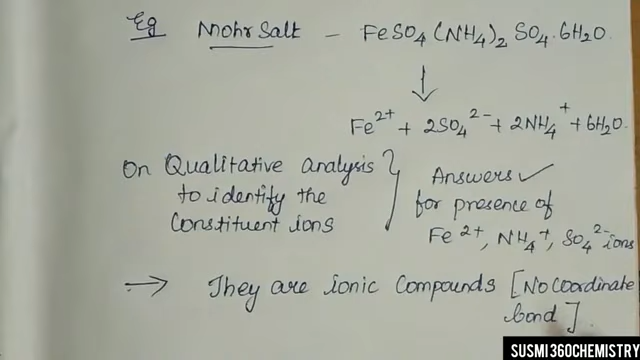 Eg Mohr Salt – FeSO4 (NH4)2 SO4 · 6H2O
↓
Fe2+ + 2SO4 2- + 2NH4+ + 6H2O
On Qualitative analysis
to identify the
Constituent ions
Answers ✓
for presence of
Fe 2+, NH4+, SO4 2- ions
→ They are ionic Compounds [No coordinate
bond]
SUSMI 360CHEMISTRY